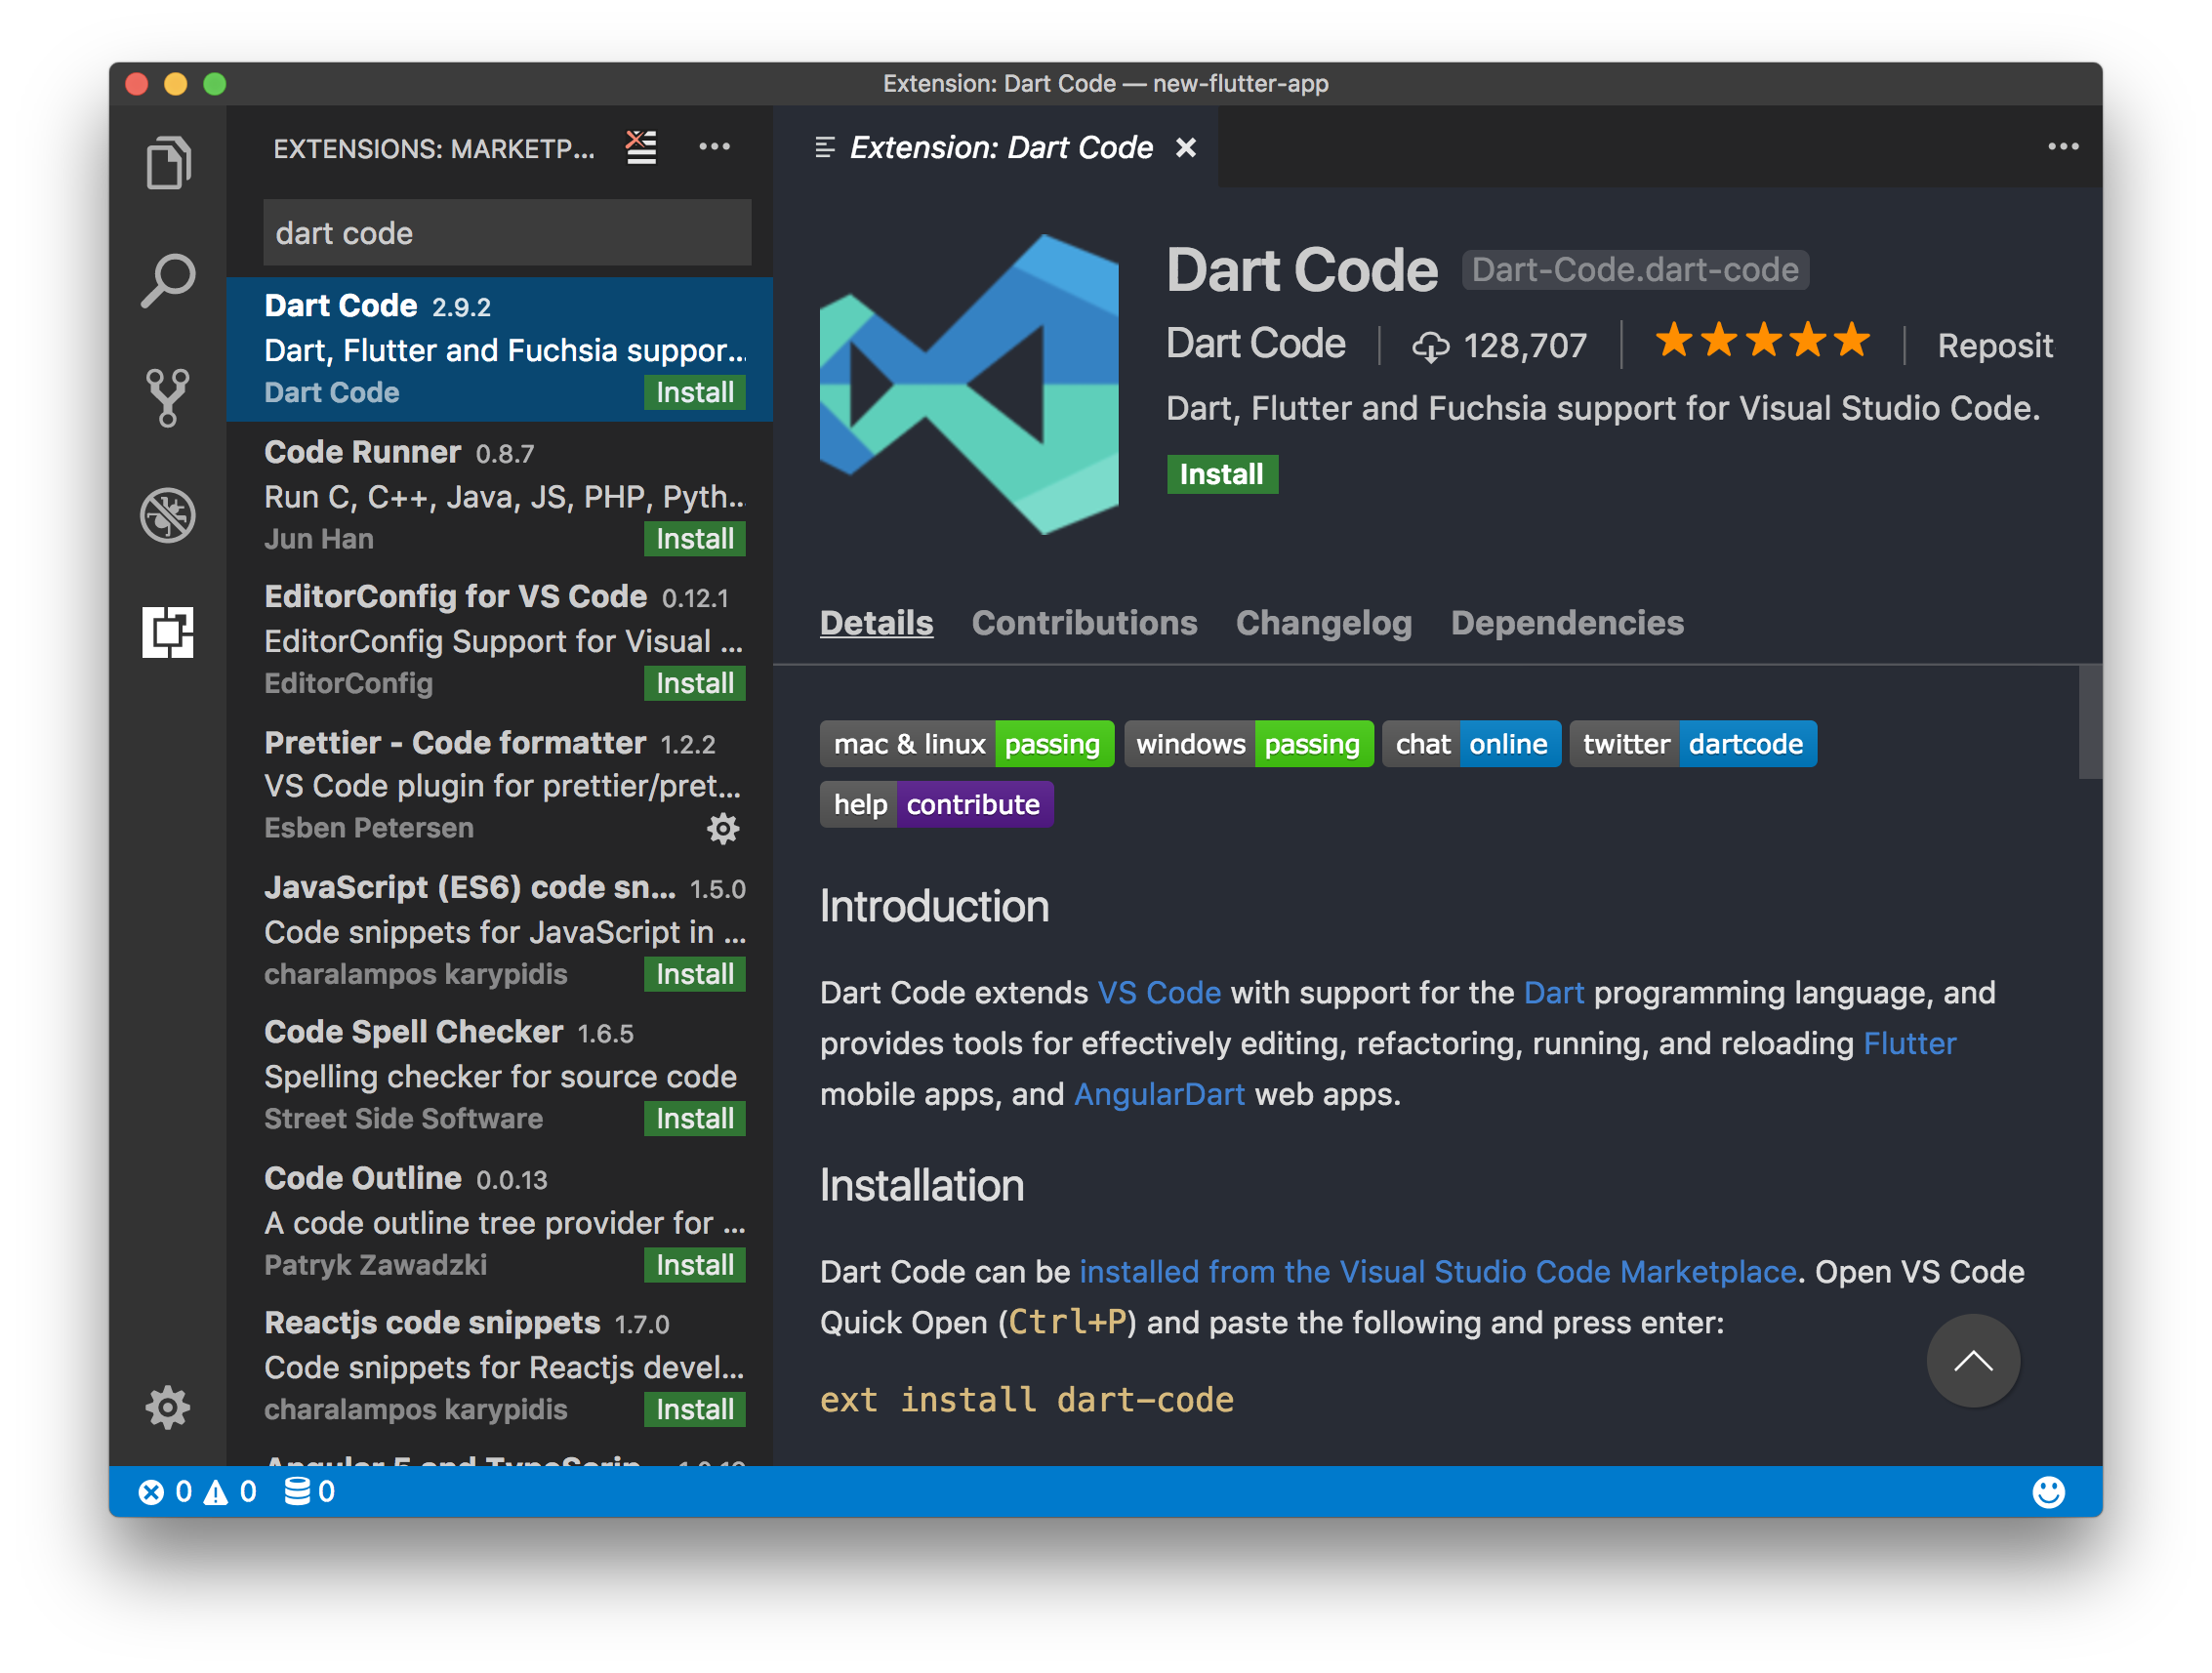 Extension: Dart Code — new-flutter-app
EXTENSIONS: MARKETP...
dart code
Dart Code 2.9.2
Dart, Flutter and Fuchsia suppor...
Dart Code Install
Code Runner 0.8.7
Run C, C++, Java, JS, PHP, Pyth...
Jun Han Install
EditorConfig for VS Code 0.12.1
EditorConfig Support for Visual ...
EditorConfig Install
Prettier - Code formatter 1.2.2
VS Code plugin for prettier/pret...
Esben Petersen
JavaScript (ES6) code sn... 1.5.0
Code snippets for JavaScript in ...
charalampos karypidis Install
Code Spell Checker 1.6.5
Spelling checker for source code
Street Side Software Install
Code Outline 0.0.13
A code outline tree provider for ...
Patryk Zawadzki Install
Reactjs code snippets 1.7.0
Code snippets for Reactjs devel...
charalampos karypidis Install
Angular 5 and TypeScrip...
Extension: Dart Code
Dart Code Dart-Code.dart-code
Dart Code 128,707 Reposit
Dart, Flutter and Fuchsia support for Visual Studio Code.
Install
Details Contributions Changelog Dependencies
mac & linux passing windows passing chat online twitter dartcode
help contribute
Introduction
Dart Code extends VS Code with support for the Dart programming language, and
provides tools for effectively editing, refactoring, running, and reloading Flutter
mobile apps, and AngularDart web apps.
Installation
Dart Code can be installed from the Visual Studio Code Marketplace. Open VS Code
Quick Open (Ctrl+P) and paste the following and press enter:
ext install dart-code
0 0 0